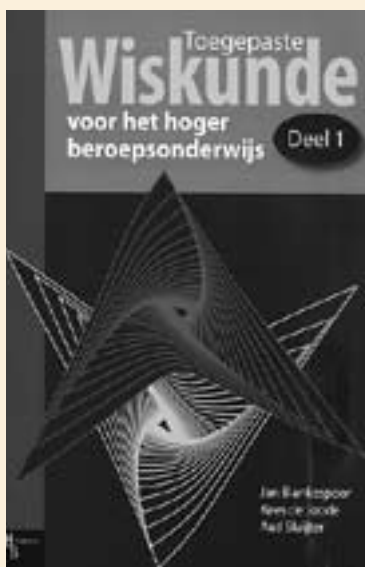 Toegepaste
Wiskunde
voor het hoger
beroepsonderwijs
Deel 1
Jan Blankespoor
Kees de Joode
Aad Sluijter